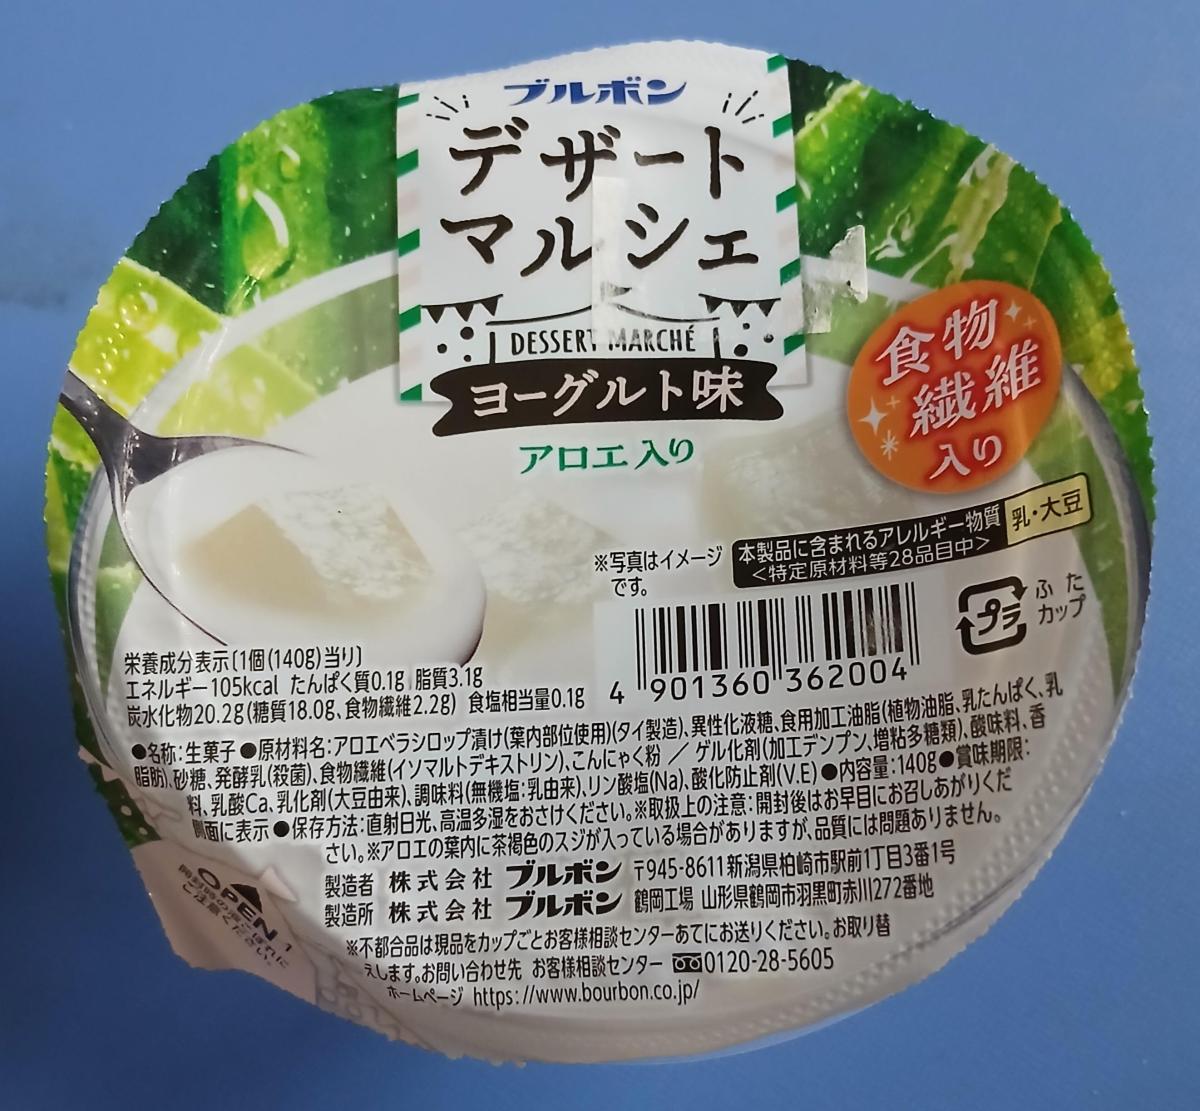 ブルボン
デザート
マルシェ
DESSERT MARCHÉ
ヨーグルト味
アロエ入り
食物
繊維
入り
※写真はイメージ
です。
本製品に含まれるアレルギー物質
<特定原材料等28品目中>
乳・大豆
プラ
ふた
カップ
栄養成分表示〔1個(140g)当り〕
エネルギー105kcal たんぱく質0.1g 脂質3.1g
炭水化物20.2g(糖質18.0g、食物繊維2.2g) 食塩相当量0.1g
4 901360 362004
●名称:生菓子●原材料名:アロエベラシロップ漬け(葉内部位使用)(タイ製造)、異性化液糖、食用加工油脂(植物油脂、乳たんぱく、乳
脂肪)、砂糖、発酵乳(殺菌)、食物繊維(イソマルトデキストリン)、こんにゃく粉 / ゲル化剤(加工デンプン、増粘多糖類)、酸味料、香
料、乳酸Ca、乳化剤(大豆由来)、調味料(無機塩:乳由来)、リン酸塩(Na)、酸化防止剤(V.E)●内容量:140g●賞味期限:
側面に表示●保存方法:直射日光、高温多湿をおさけください。※取扱上の注意:開封後はお早目にお召しあがりくだ
さい。※アロエの葉内に茶褐色のスジが入っている場合がありますが、品質には問題ありません。
製造者 株式会社 ブルボン 〒945-8611新潟県柏崎市駅前1丁目3番1号
製造所 株式会社 ブルボン 鶴岡工場 山形県鶴岡市羽黒町赤川272番地
※不都合品は現品をカップごとお客様相談センターあてにお送りください。お取り替
えします。お問い合わせ先 お客様相談センター 0120-28-5605
ホームページ https://www.bourbon.co.jp/
OPEN
開封時の液こぼれに
ご注意ください。